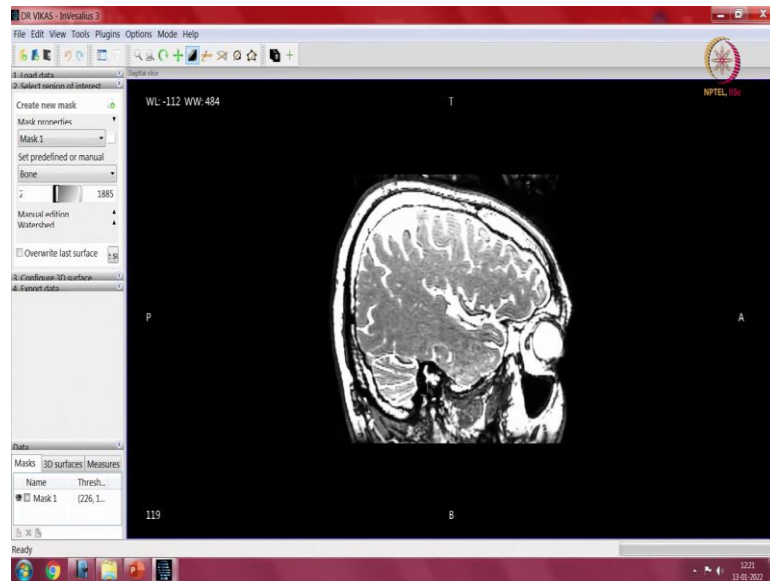 DR VIKAS - InVesalius 3
File Edit View Tools Plugins Options Mode Help
1. Load data
Sagittal slice
2. Select region of interest
NPTEL, IISc
Create new mask
WL: -112 WW: 484
T
Mask properties
Mask 1
Set predefined or manual
Bone
1885
Manual edition
Watershed
Overwrite last surface
3. Configure 3D surface
4. Export data
P
A
Data
Masks 3D surfaces Measures
Name Thresh..
Mask 1 (226, 1...
119
B
Ready
12:21
13-01-2022